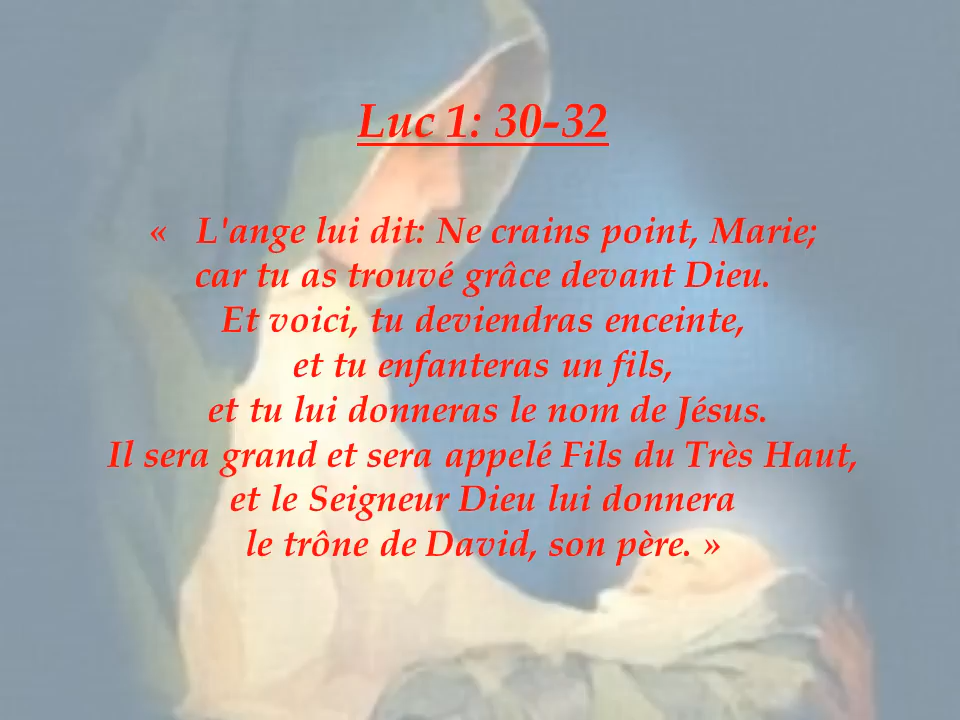 Luc 1: 30-32
«   L'ange lui dit: Ne crains point, Marie;
car tu as trouvé grâce devant Dieu.
Et voici, tu deviendras enceinte,
et tu enfanteras un fils,
et tu lui donneras le nom de Jésus.
Il sera grand et sera appelé Fils du Très Haut,
et le Seigneur Dieu lui donnera
le trône de David, son père. »